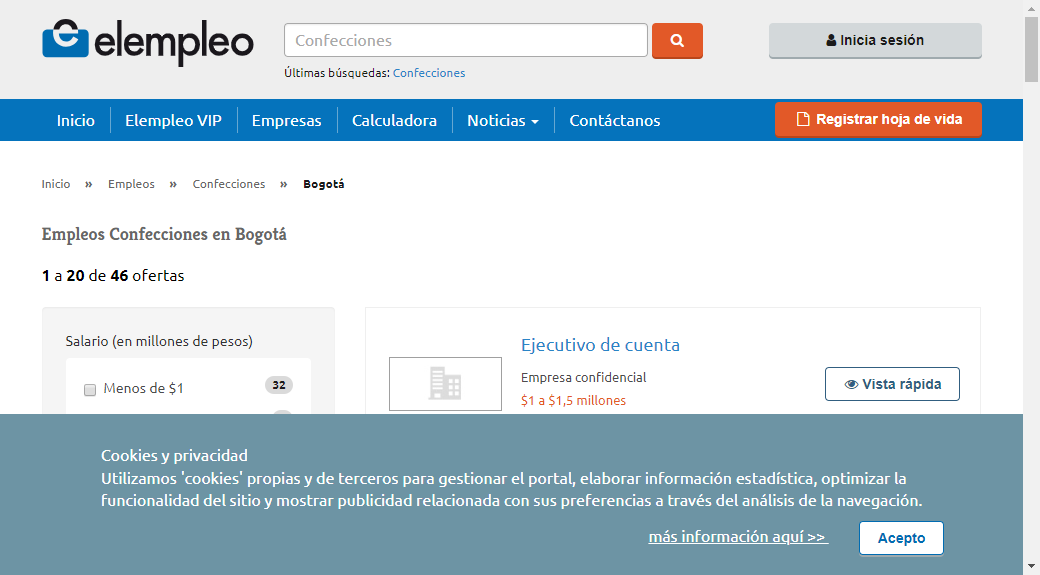 elempleo
Confecciones
Últimas búsquedas: Confecciones
Inicia sesión
Inicio
Elempleo VIP
Empresas
Calculadora
Noticias
Contáctanos
Registrar hoja de vida
Inicio » Empleos » Confecciones » Bogotá
Empleos Confecciones en Bogotá
1 a 20 de 46 ofertas
Salario (en millones de pesos)
Menos de $1
32
Ejecutivo de cuenta
Empresa confidencial
$1 a $1,5 millones
Vista rápida
Cookies y privacidad
Utilizamos 'cookies' propias y de terceros para gestionar el portal, elaborar información estadística, optimizar la
funcionalidad del sitio y mostrar publicidad relacionada con sus preferencias a través del análisis de la navegación.
más información aquí >>
Acepto